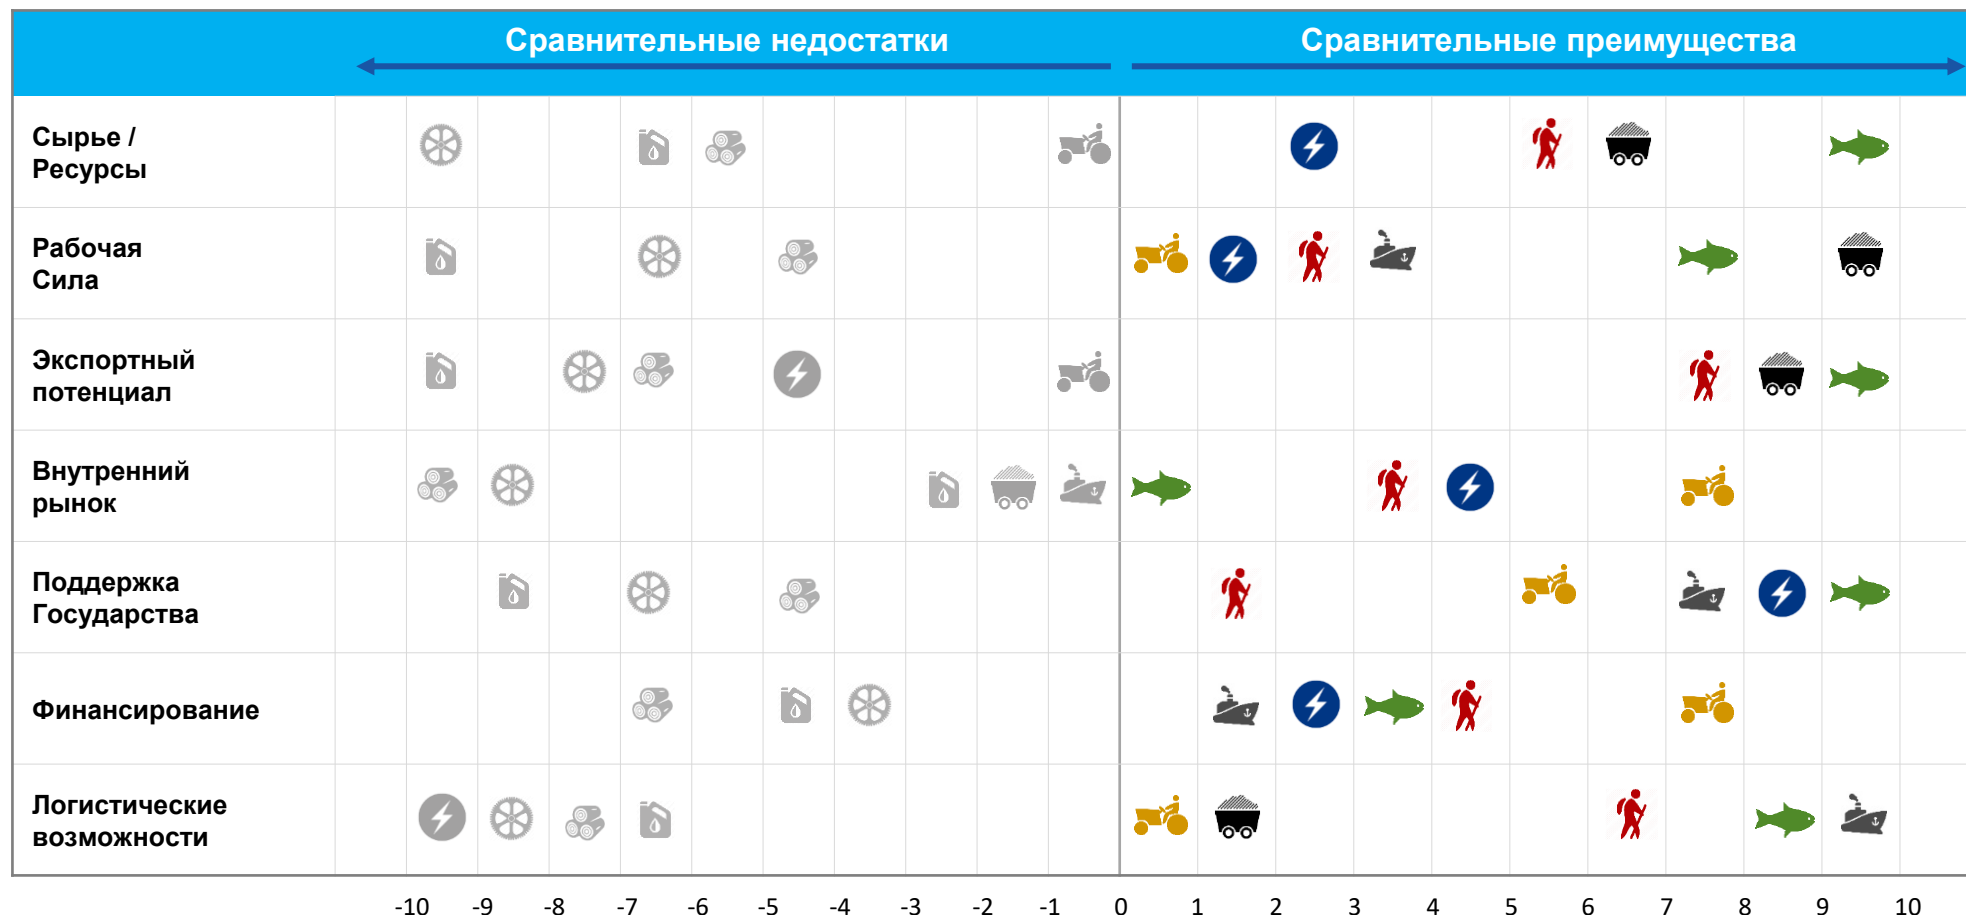 Сравнительные недостатки
Сравнительные преимущества
Сырье /
Ресурсы
Рабочая
Сила
Экспортный
потенциал
Внутренний
рынок
Поддержка
Государства
Финансирование
Логистические
возможности
-10 -9 -8 -7 -6 -5 -4 -3 -2 -1 0 1 2 3 4 5 6 7 8 9 10